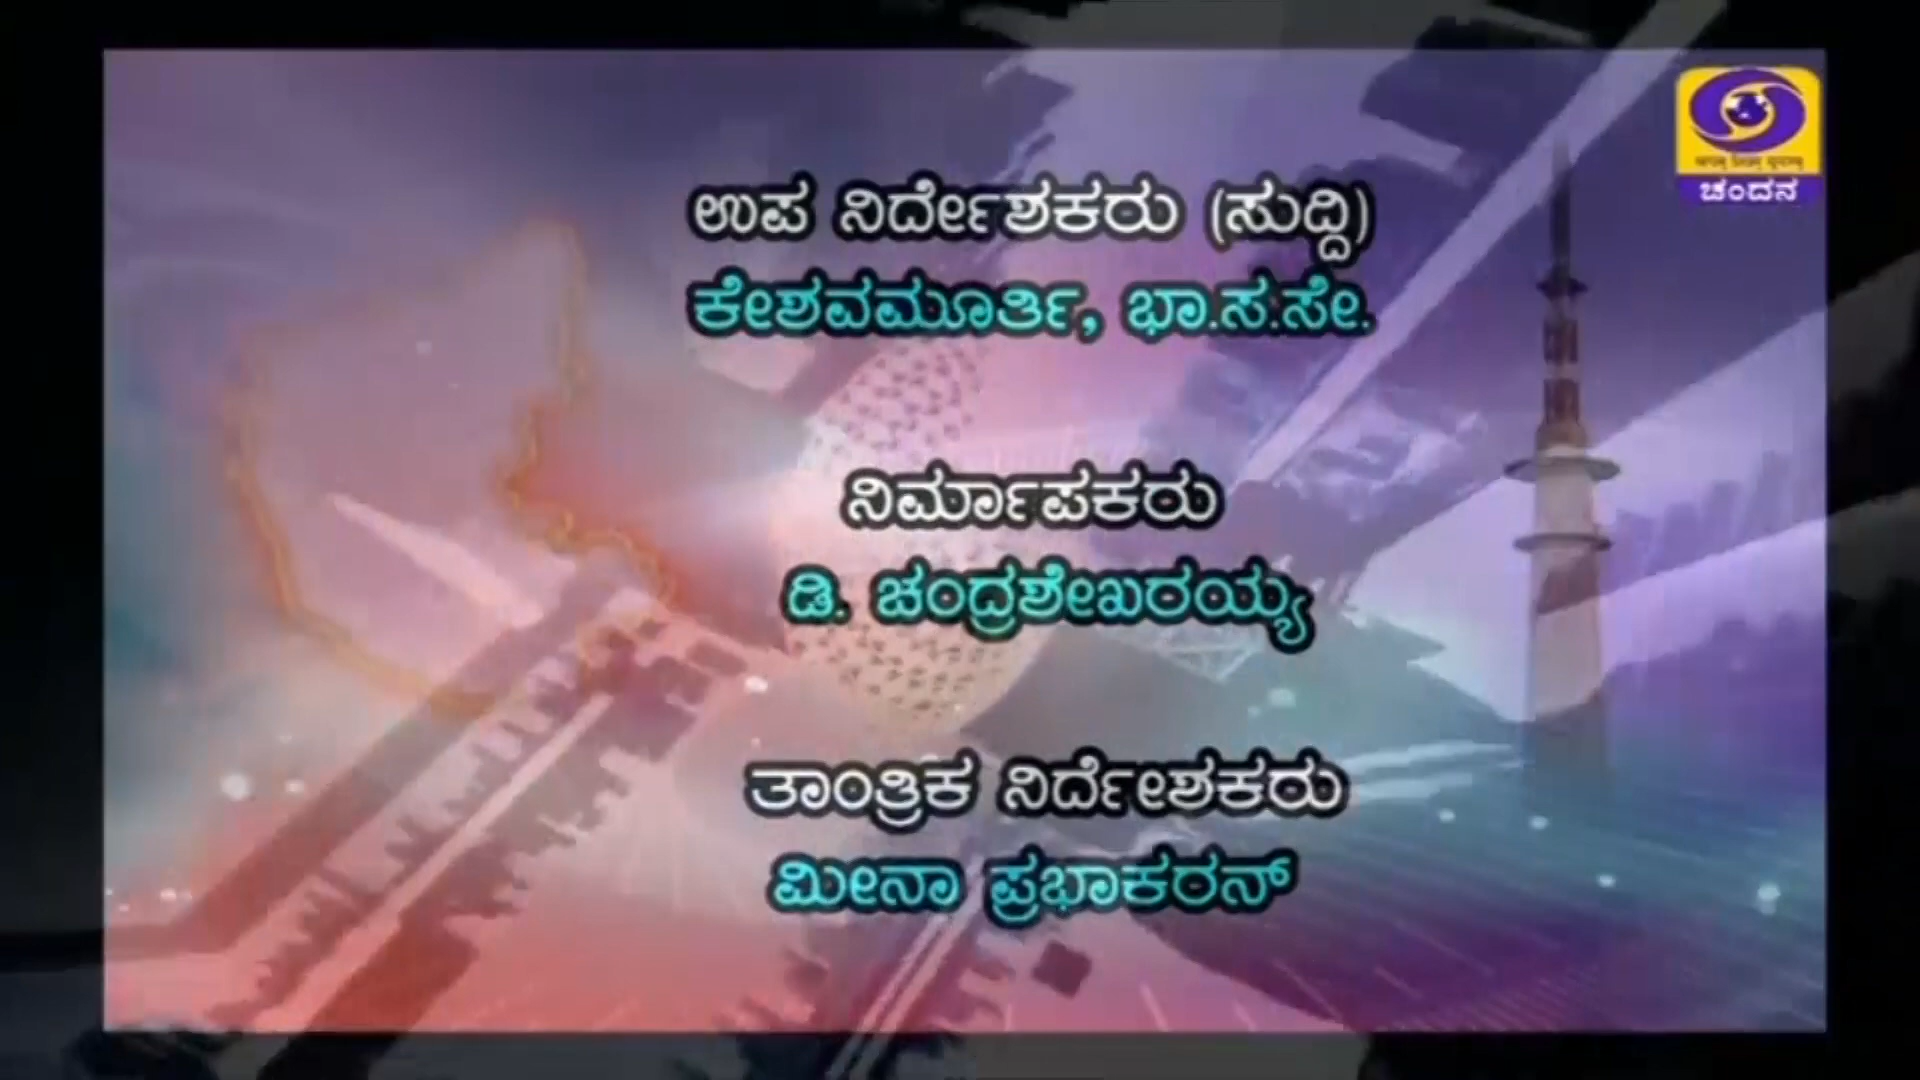 ಉಪ ನಿರ್ದೇಶಕರು (ಸುದ್ದಿ)
ಕೇಶವಮೂರ್ತಿ, ಭಾ.ಸ.ಸೇ.
ನಿರ್ಮಾಪಕರು
ಡಿ. ಚಂದ್ರಶೇಖರಯ್ಯ
ತಾಂತ್ರಿಕ ನಿರ್ದೇಶಕರು
ಮೀನಾ ಪ್ರಭಾಕರನ್
ಚಂದನ